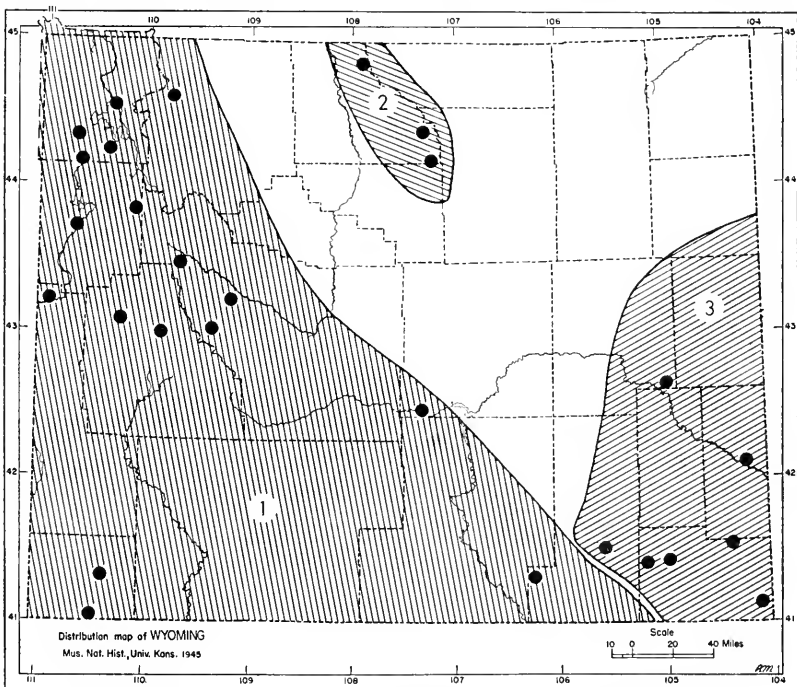 111 110 109 108 107 106 105 104
45 45
2
44 44
3
43 43
42 42
1
41 41
Distribution map of WYOMING
Mus. Nat. Hist., Univ. Kans. 1945
Scale
10 0 20 40 Miles
111 110 109 108 107 106 105 104